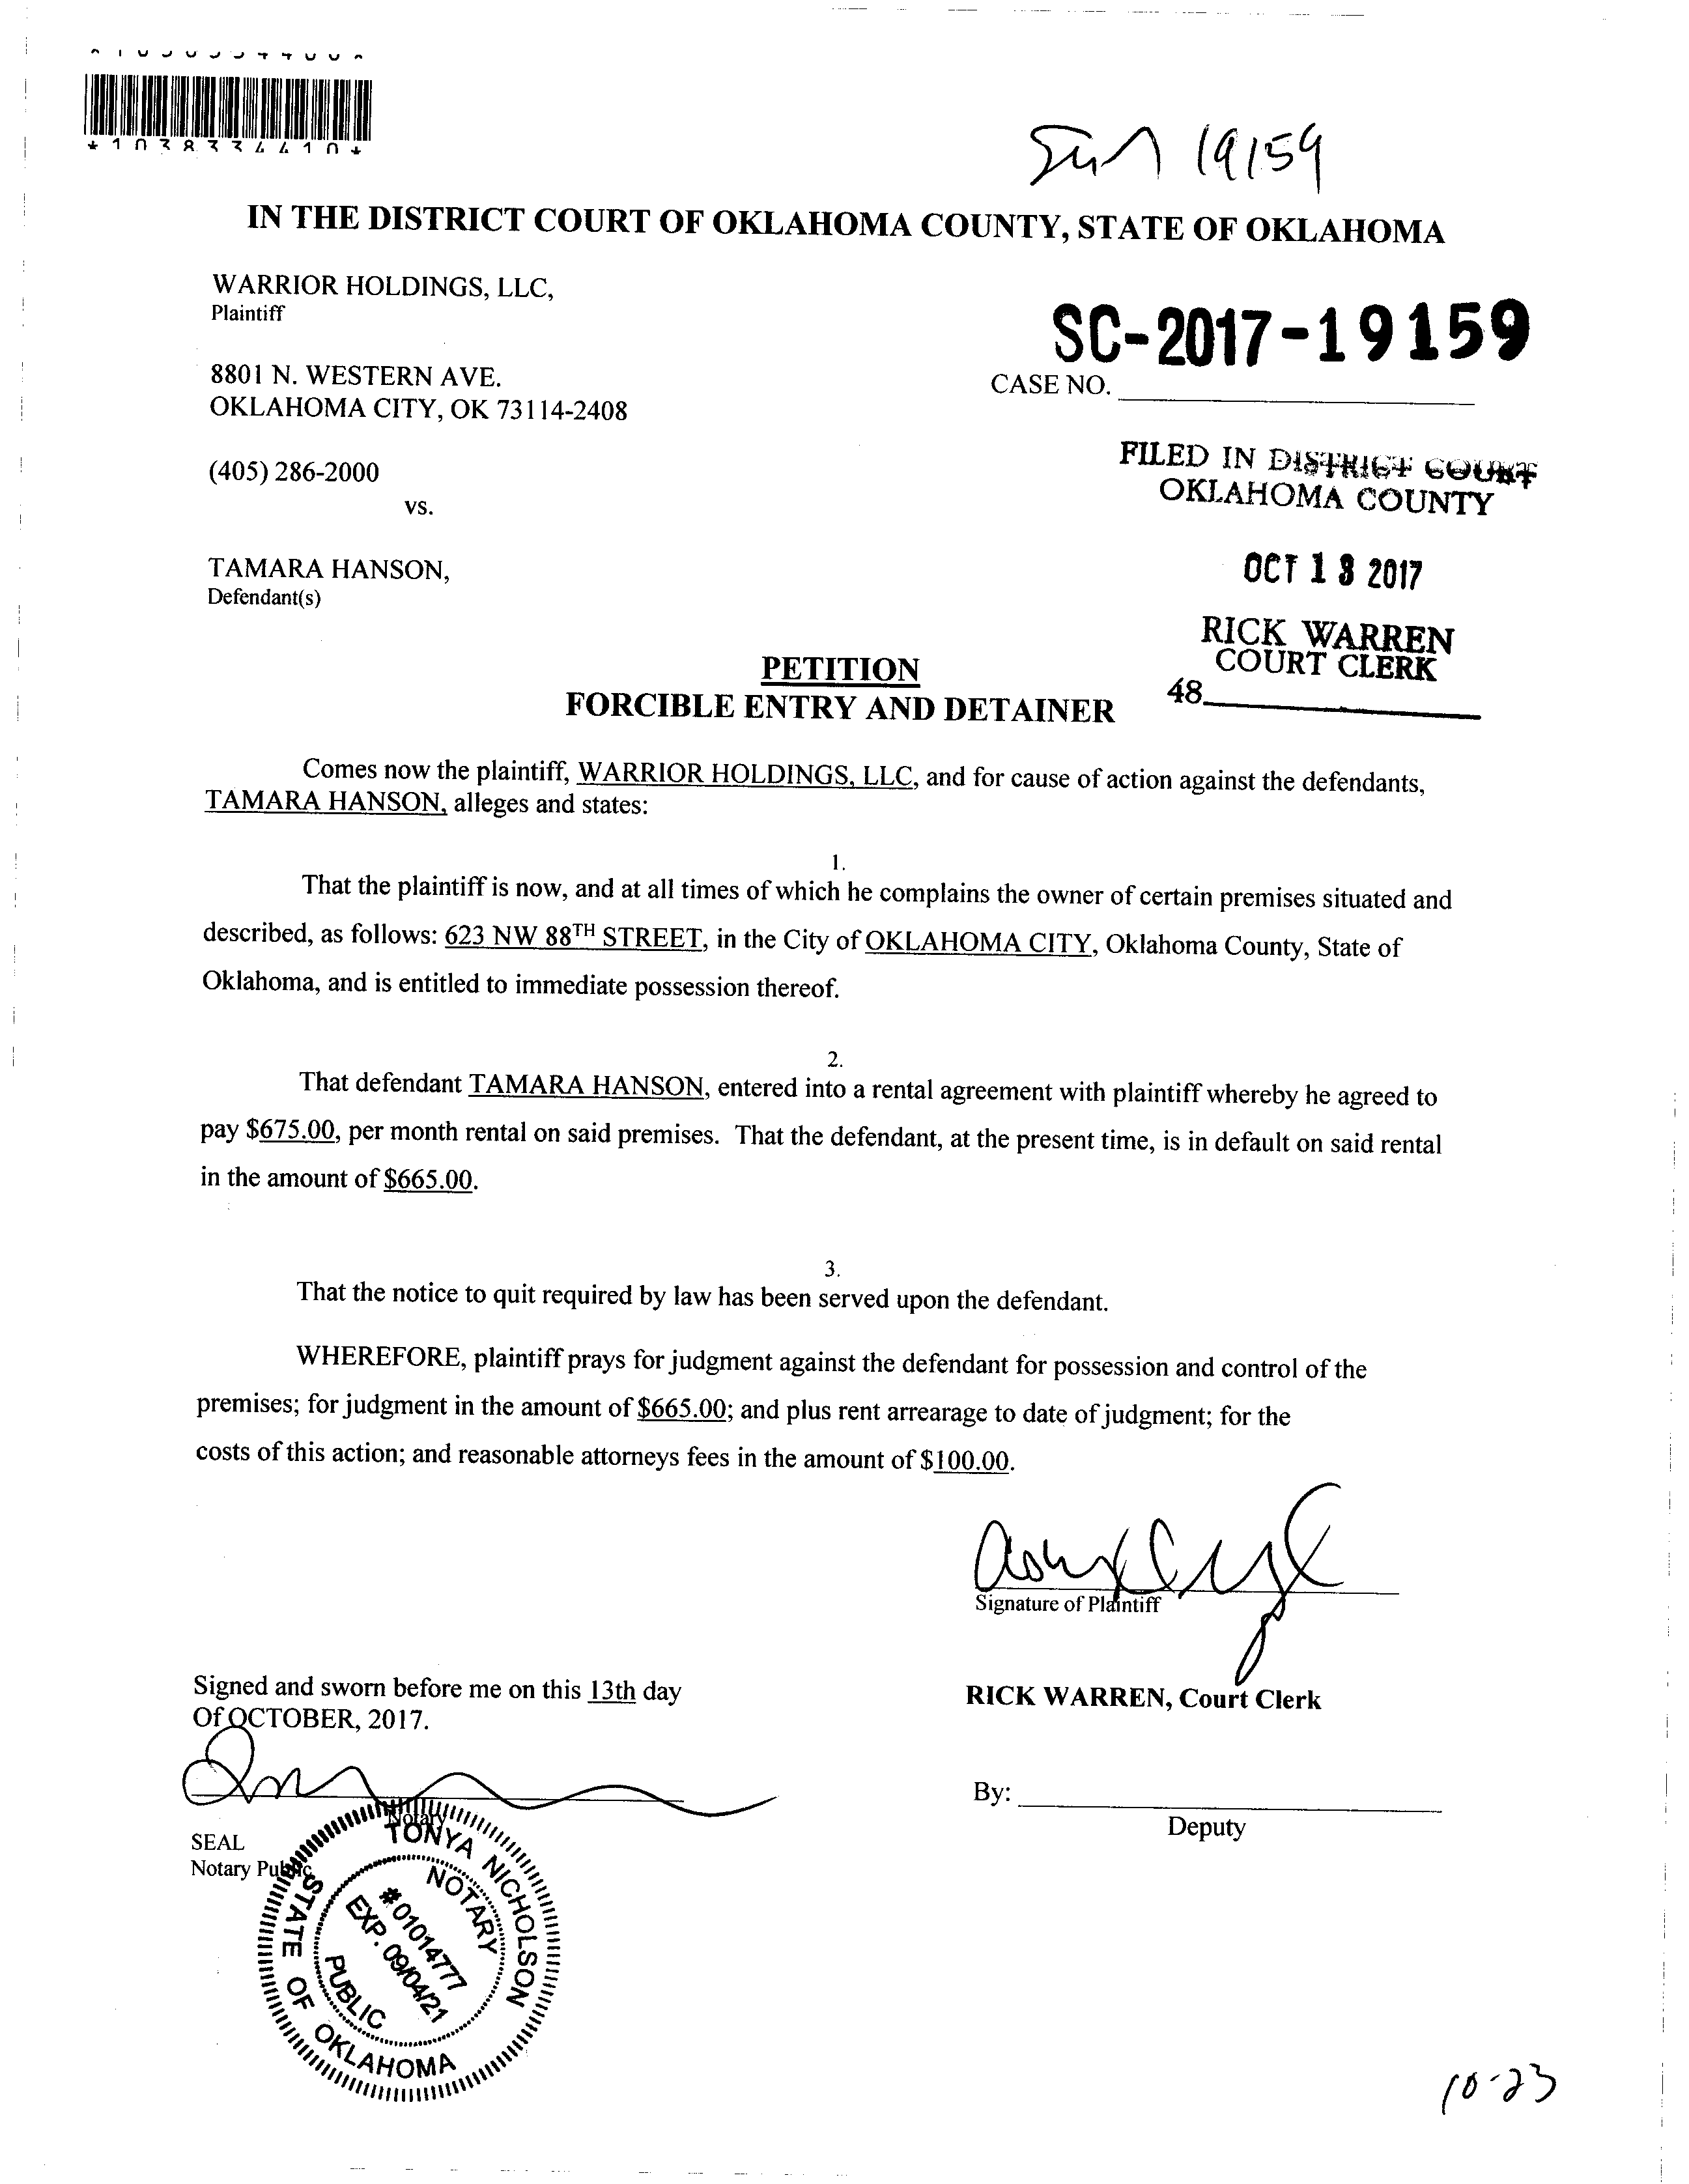 *1038334410*
19159
IN THE DISTRICT COURT OF OKLAHOMA COUNTY, STATE OF OKLAHOMA
WARRIOR HOLDINGS, LLC,
Plaintiff
SC-2017-19159
8801 N. WESTERN AVE.
CASE NO.
OKLAHOMA CITY, OK 73114-2408
FILED IN DISTRICT COURT
OKLAHOMA COUNTY
(405) 286-2000
vs.
TAMARA HANSON,
Defendant(s)
OCT 13 2017
RICK WARREN
COURT CLERK
48
PETITION
FORCIBLE ENTRY AND DETAINER
Comes now the plaintiff, WARRIOR HOLDINGS, LLC, and for cause of action against the defendants,
TAMARA HANSON, alleges and states:
1.
That the plaintiff is now, and at all times of which he complains the owner of certain premises situated and
described, as follows: 623 NW 88TH STREET, in the City of OKLAHOMA CITY, Oklahoma County, State of
Oklahoma, and is entitled to immediate possession thereof.
2.
That defendant TAMARA HANSON, entered into a rental agreement with plaintiff whereby he agreed to
pay $675.00, per month rental on said premises. That the defendant, at the present time, is in default on said rental
in the amount of $665.00.
3.
That the notice to quit required by law has been served upon the defendant.
WHEREFORE, plaintiff prays for judgment against the defendant for possession and control of the
premises; for judgment in the amount of $665.00; and plus rent arrearage to date of judgment; for the
costs of this action; and reasonable attorneys fees in the amount of $100.00.
Signature of Plaintiff
Signed and sworn before me on this 13th day
Of OCTOBER, 2017.
RICK WARREN, Court Clerk
By:
Deputy
Notary
SEAL
Notary Public
TONYA NICHOLSON
STATE OF OKLAHOMA
NOTARY
PUBLIC
#01014777
EXP. 09/04/21
10-23